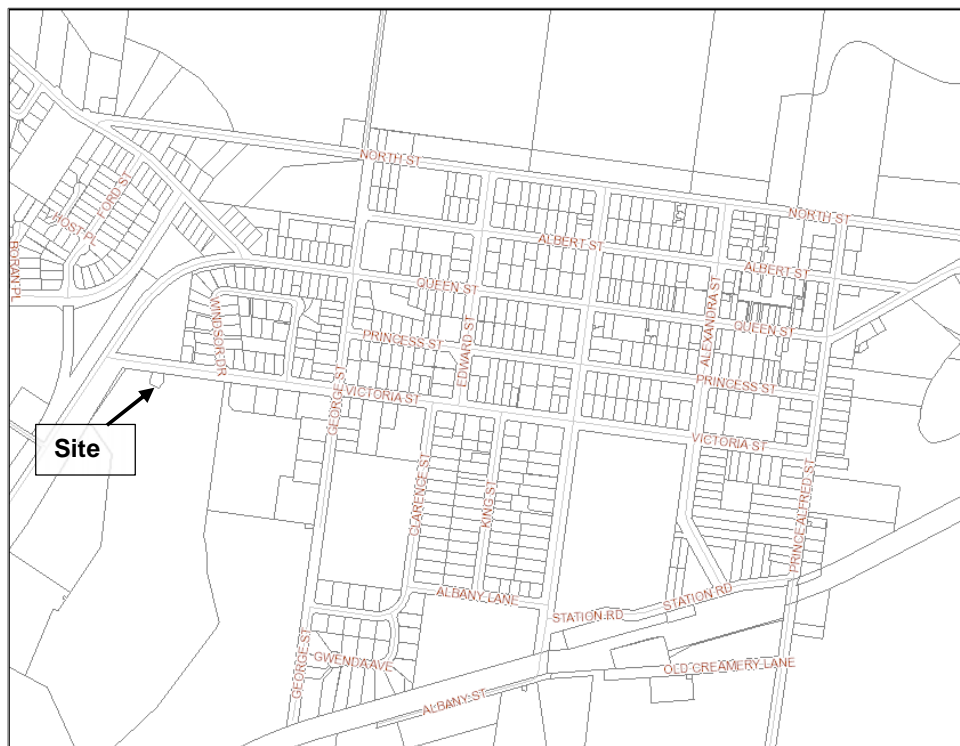 NORTH ST
FORD ST
HOST PL
NORTH ST
BORAN PL
ALBERT ST
ALBERT ST
QUEEN ST
WINDSOR DR
ALEXANDRA ST
QUEEN ST
PRINCESS ST
EDWARD ST
PRINCESS ST
GEORGE ST
VICTORIA ST
Site
VICTORIA ST
CLARENCE ST
KING ST
PRINCE ALFRED ST
ALBANY LANE
STATION RD
STATION RD
GEORGE ST
GWENDA AVE
OLD CREAMERY LANE
ALBANY ST